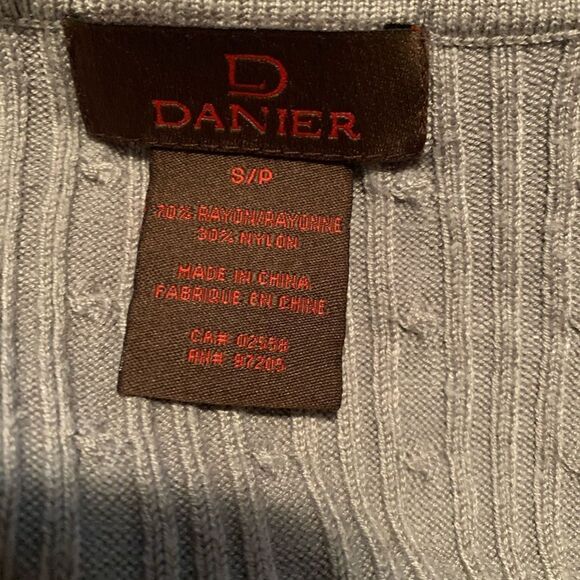 D
DANIER
S/P
70% RAYON/RAYONNE
30% NYLON
MADE IN CHINA
FABRIQUE EN CHINE
CA# 02558
RN# 97205